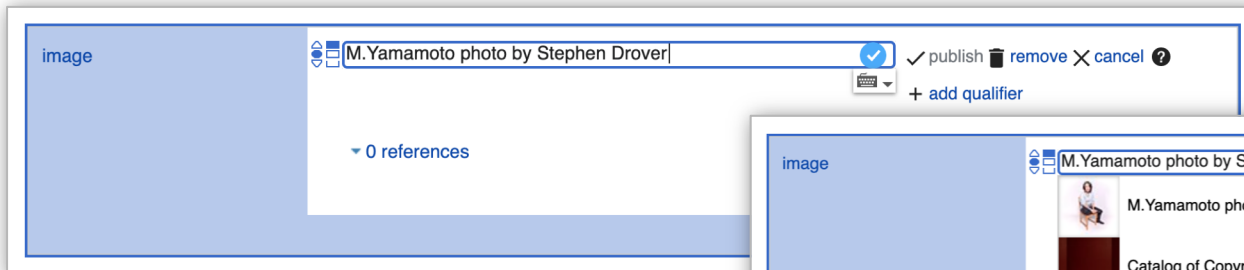 image
M.Yamamoto photo by Stephen Drover
publish remove cancel ?
+ add qualifier
0 references
image
M.Yamamoto photo by S
M.Yamamoto pho
Catalog of Copyr